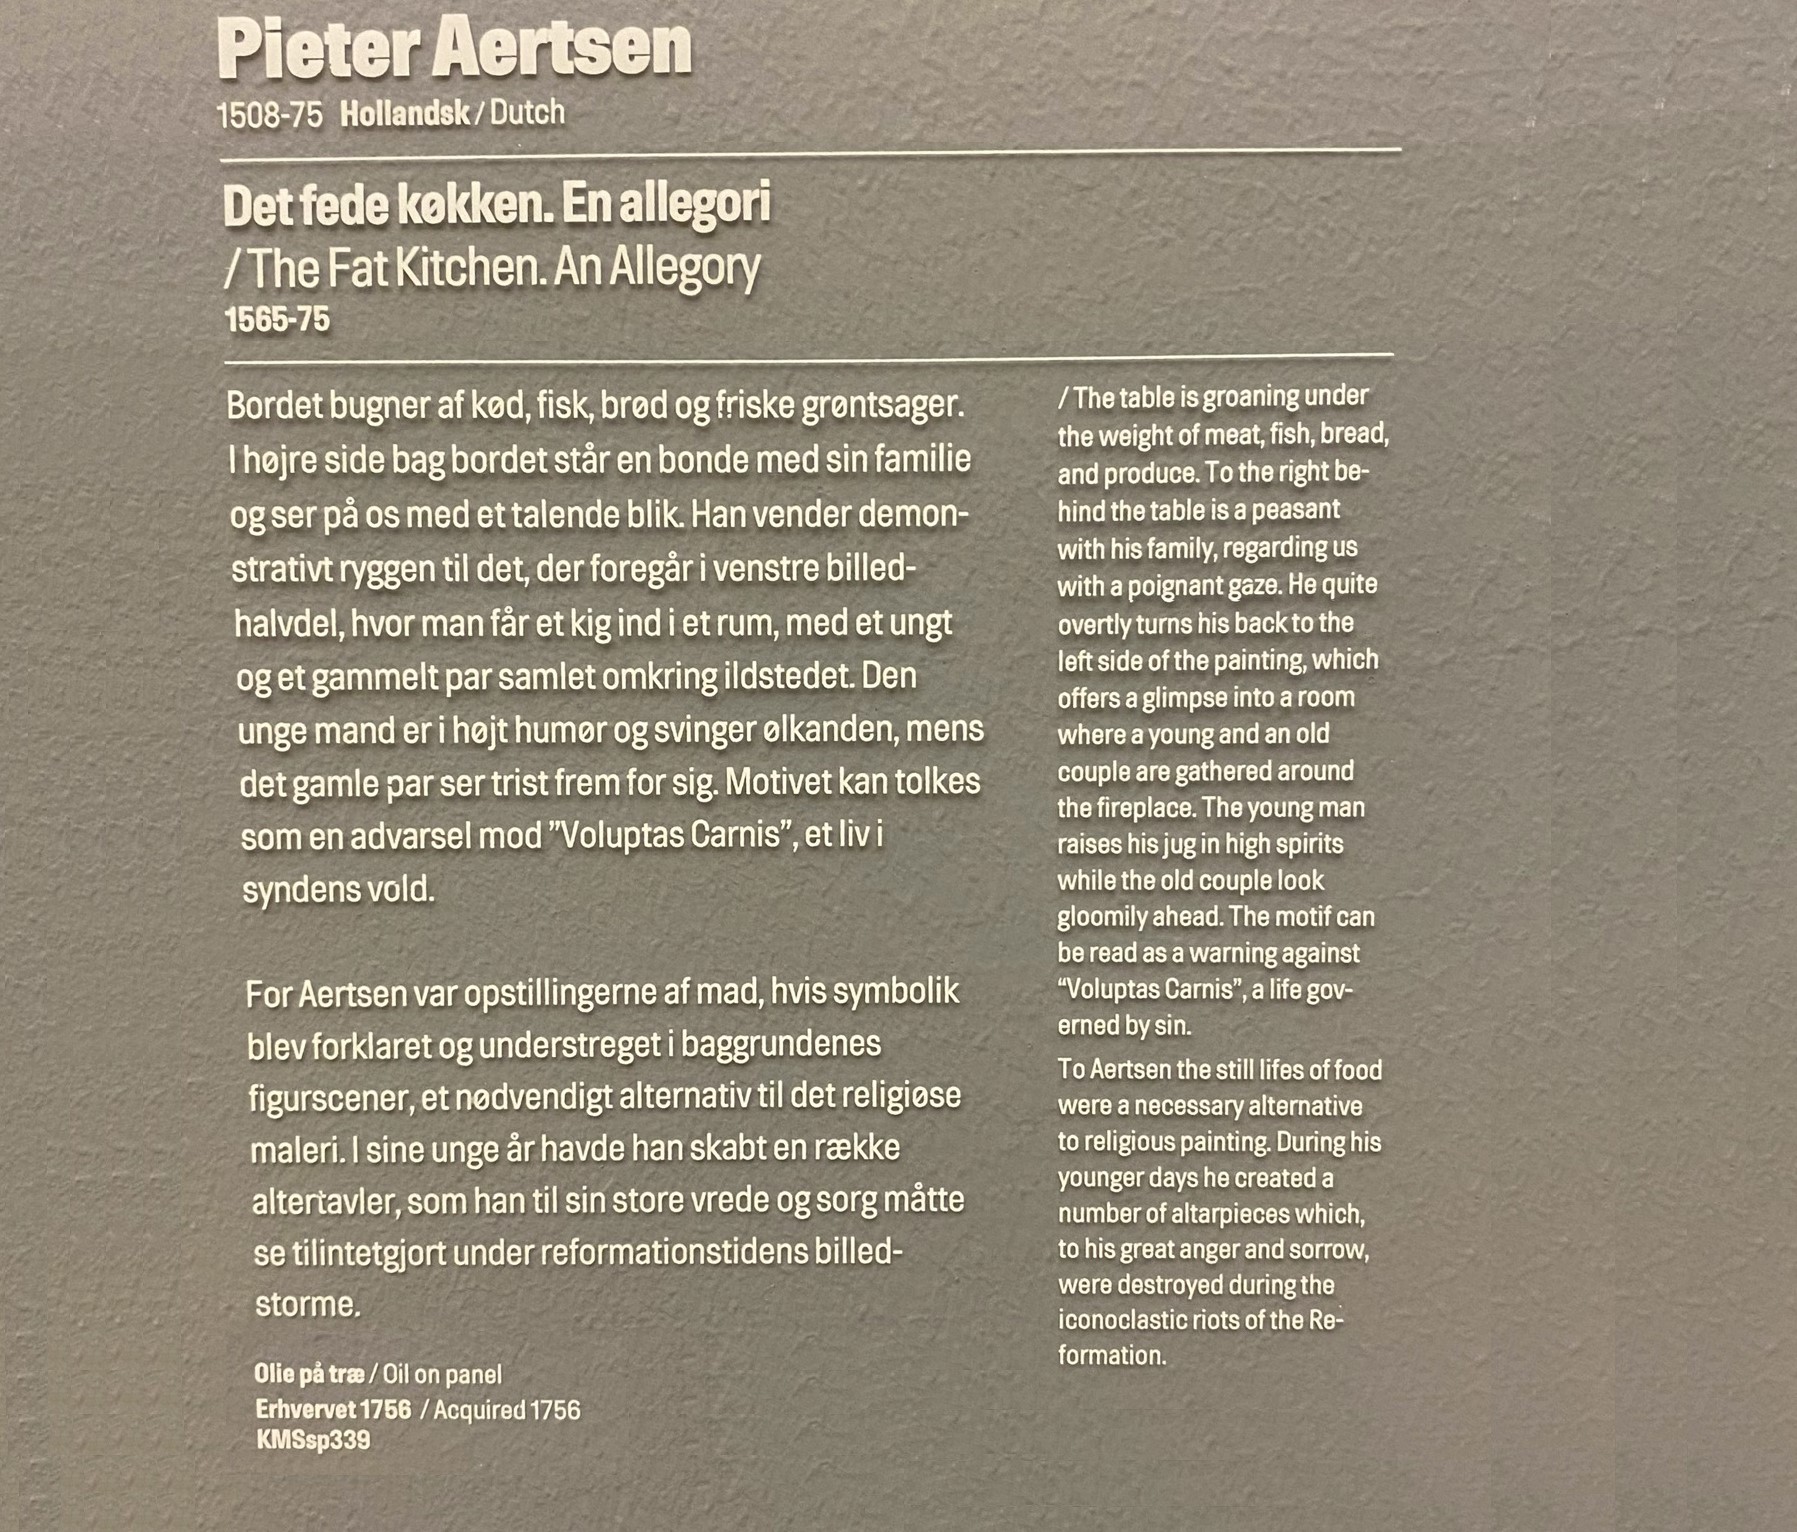 Pieter Aertsen
1508-75 Hollandsk / Dutch
Det fede køkken. En allegori
/ The Fat Kitchen. An Allegory
1565-75
Bordet bugner af kød, fisk, brød og friske grøntsager.
I højre side bag bordet står en bonde med sin familie
og ser på os med et talende blik. Han vender demon-
strativt ryggen til det, der foregår i venstre billed-
halvdel, hvor man får et kig ind i et rum, med et ungt
og et gammelt par samlet omkring ildstedet. Den
unge mand er i højt humør og svinger ølkanden, mens
det gamle par ser trist frem for sig. Motivet kan tolkes
som en advarsel mod ”Voluptas Carnis”, et liv i
syndens vold.
For Aertsen var opstillingerne af mad, hvis symbolik
blev forklaret og understreget i baggrundenes
figurscener, et nødvendigt alternativ til det religiøse
maleri. I sine unge år havde han skabt en række
altertavler, som han til sin store vrede og sorg måtte
se tilintetgjort under reformationstidens billed-
storme.
Olie på træ / Oil on panel
Erhvervet 1756 / Acquired 1756
KMSsp339
/ The table is groaning under
the weight of meat, fish, bread,
and produce. To the right be-
hind the table is a peasant
with his family, regarding us
with a poignant gaze. He quite
overtly turns his back to the
left side of the painting, which
offers a glimpse into a room
where a young and an old
couple are gathered around
the fireplace. The young man
raises his jug in high spirits
while the old couple look
gloomily ahead. The motif can
be read as a warning against
“Voluptas Carnis”, a life gov-
erned by sin.
To Aertsen the still lifes of food
were a necessary alternative
to religious painting. During his
younger days he created a
number of altarpieces which,
to his great anger and sorrow,
were destroyed during the
iconoclastic riots of the Re-
formation.